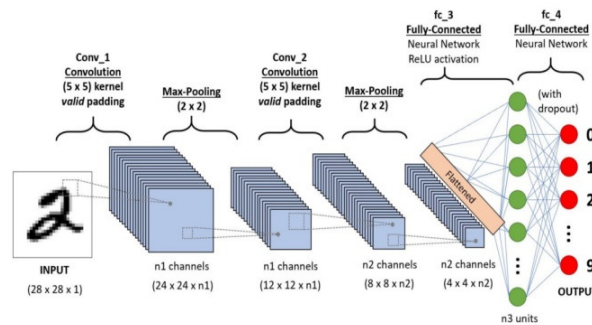 fc_3
Fully-Connected
Neural Network
ReLU activation
fc_4
Fully-Connected
Neural Network
Conv_1
Convolution
(5 x 5) kernel
valid padding
Max-Pooling
(2 x 2)
Conv_2
Convolution
(5 x 5) kernel
valid padding
Max-Pooling
(2 x 2)
(with
dropout)
Flattened
0
1
2
9
2
INPUT
(28 x 28 x 1)
n1 channels
(24 x 24 x n1)
n1 channels
(12 x 12 x n1)
n2 channels
(8 x 8 x n2)
n2 channels
(4 x 4 x n2)
n3 units
OUTPUT